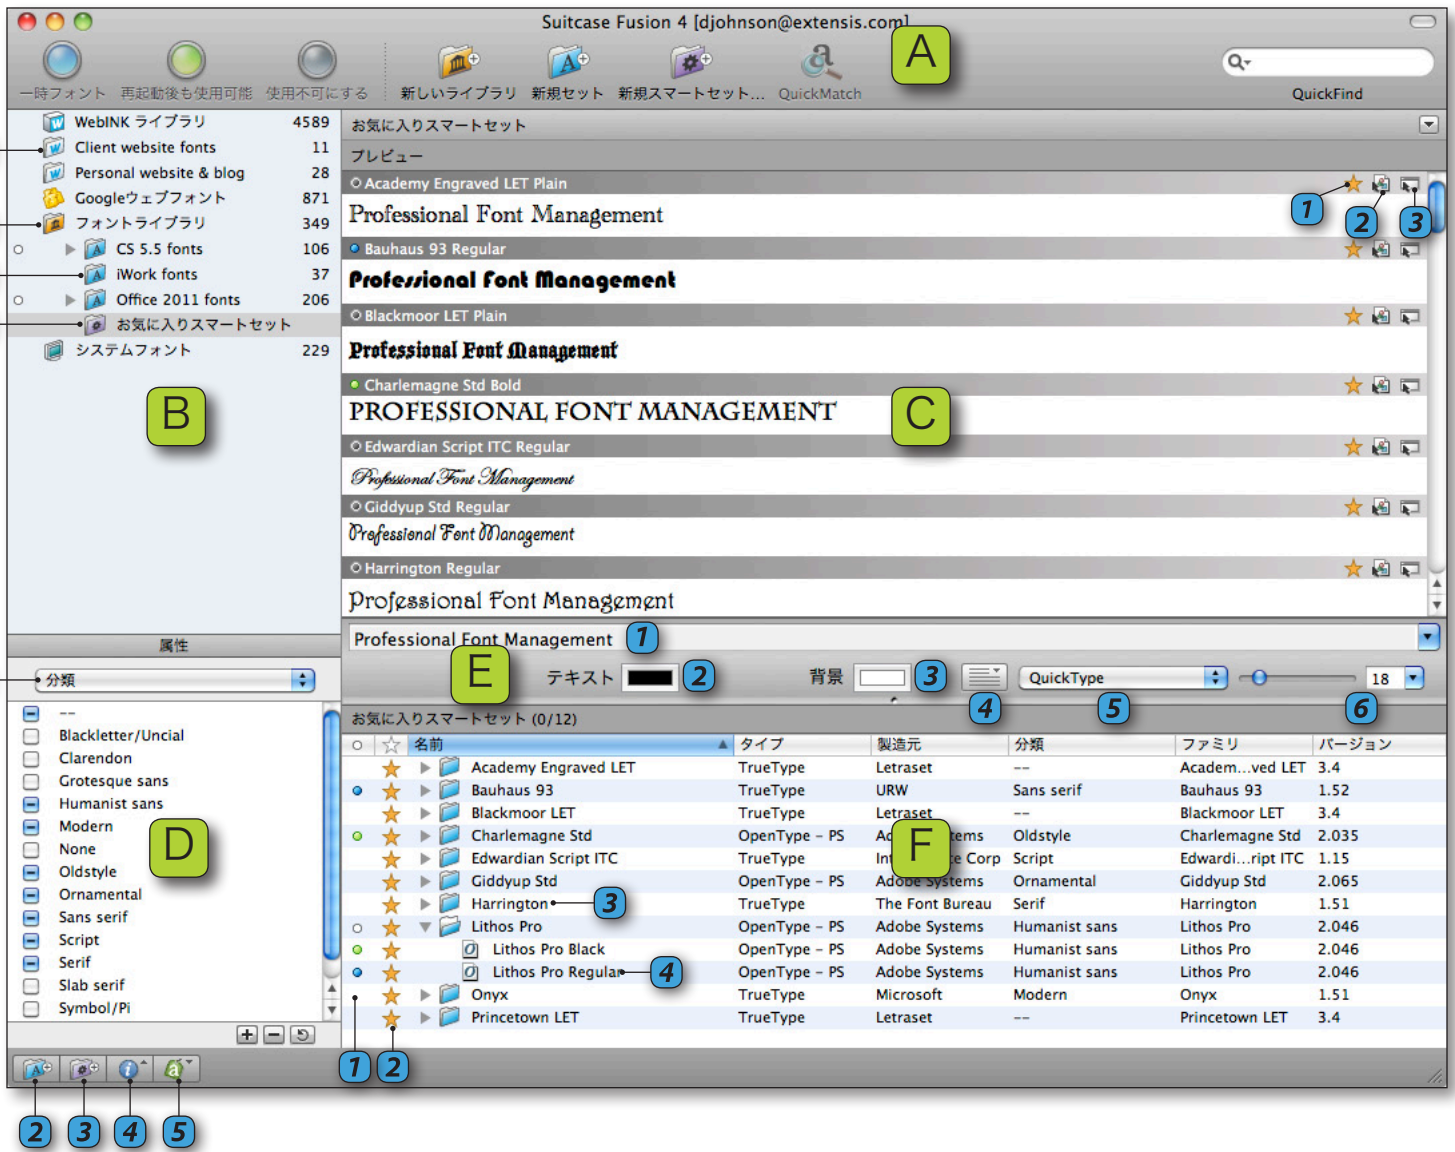 Suitcase Fusion 4 [djohnson@extensis.com]
A
一時フォント 再起動後も使用可能 使用不可にする 新しいライブラリ 新規セット 新規スマートセット... QuickMatch QuickFind
WebINK ライブラリ 4589
Client website fonts 11
Personal website & blog 28
Googleウェブフォント 871
フォントライブラリ 349
CS 5.5 fonts 106
iWork fonts 37
Office 2011 fonts 206
お気に入りスマートセット
システムフォント 229
B
お気に入りスマートセット
プレビュー
Academy Engraved LET Plain
1 2 3
Professional Font Management
Bauhaus 93 Regular
Professional Font Management
Blackmoor LET Plain
Professional Font Management
Charlemagne Std Bold
PROFESSIONAL FONT MANAGEMENT
C
Edwardian Script ITC Regular
Professional Font Management
Giddyup Std Regular
Professional Font Management
Harrington Regular
Professional Font Management
Professional Font Management 1
E
テキスト 2 背景 3 4 QuickType 5 18 6
属性
分類
--
Blackletter/Uncial
Clarendon
Grotesque sans
Humanist sans
Modern
None
Oldstyle
Ornamental
Sans serif
Script
Serif
Slab serif
Symbol/Pi
D
お気に入りスマートセット (0/12)
名前 タイプ 製造元 分類 ファミリ バージョン
Academy Engraved LET TrueType Letraset -- Academ...ved LET 3.4
Bauhaus 93 TrueType URW Sans serif Bauhaus 93 1.52
Blackmoor LET TrueType Letraset -- Blackmoor LET 3.4
Charlemagne Std OpenType – PS Oldstyle Charlemagne Std 2.035
F
Edwardian Script ITC TrueType Corp Script Edwardi...ript ITC 1.15
Giddyup Std OpenType – PS Adobe Systems Ornamental Giddyup Std 2.065
Harrington 3 TrueType The Font Bureau Serif Harrington 1.51
Lithos Pro OpenType – PS Adobe Systems Humanist sans Lithos Pro 2.046
Lithos Pro Black OpenType – PS Adobe Systems Humanist sans Lithos Pro 2.046
Lithos Pro Regular 4 OpenType – PS Adobe Systems Humanist sans Lithos Pro 2.046
Onyx TrueType Microsoft Modern Onyx 1.51
Princetown LET TrueType Letraset -- Princetown LET 3.4
1 2
2 3 4 5